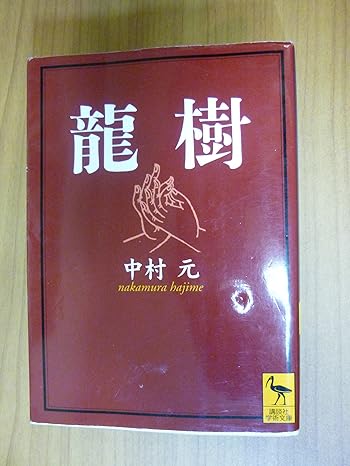 龍樹
中村 元
nakamura hajime
講談社
学術文庫